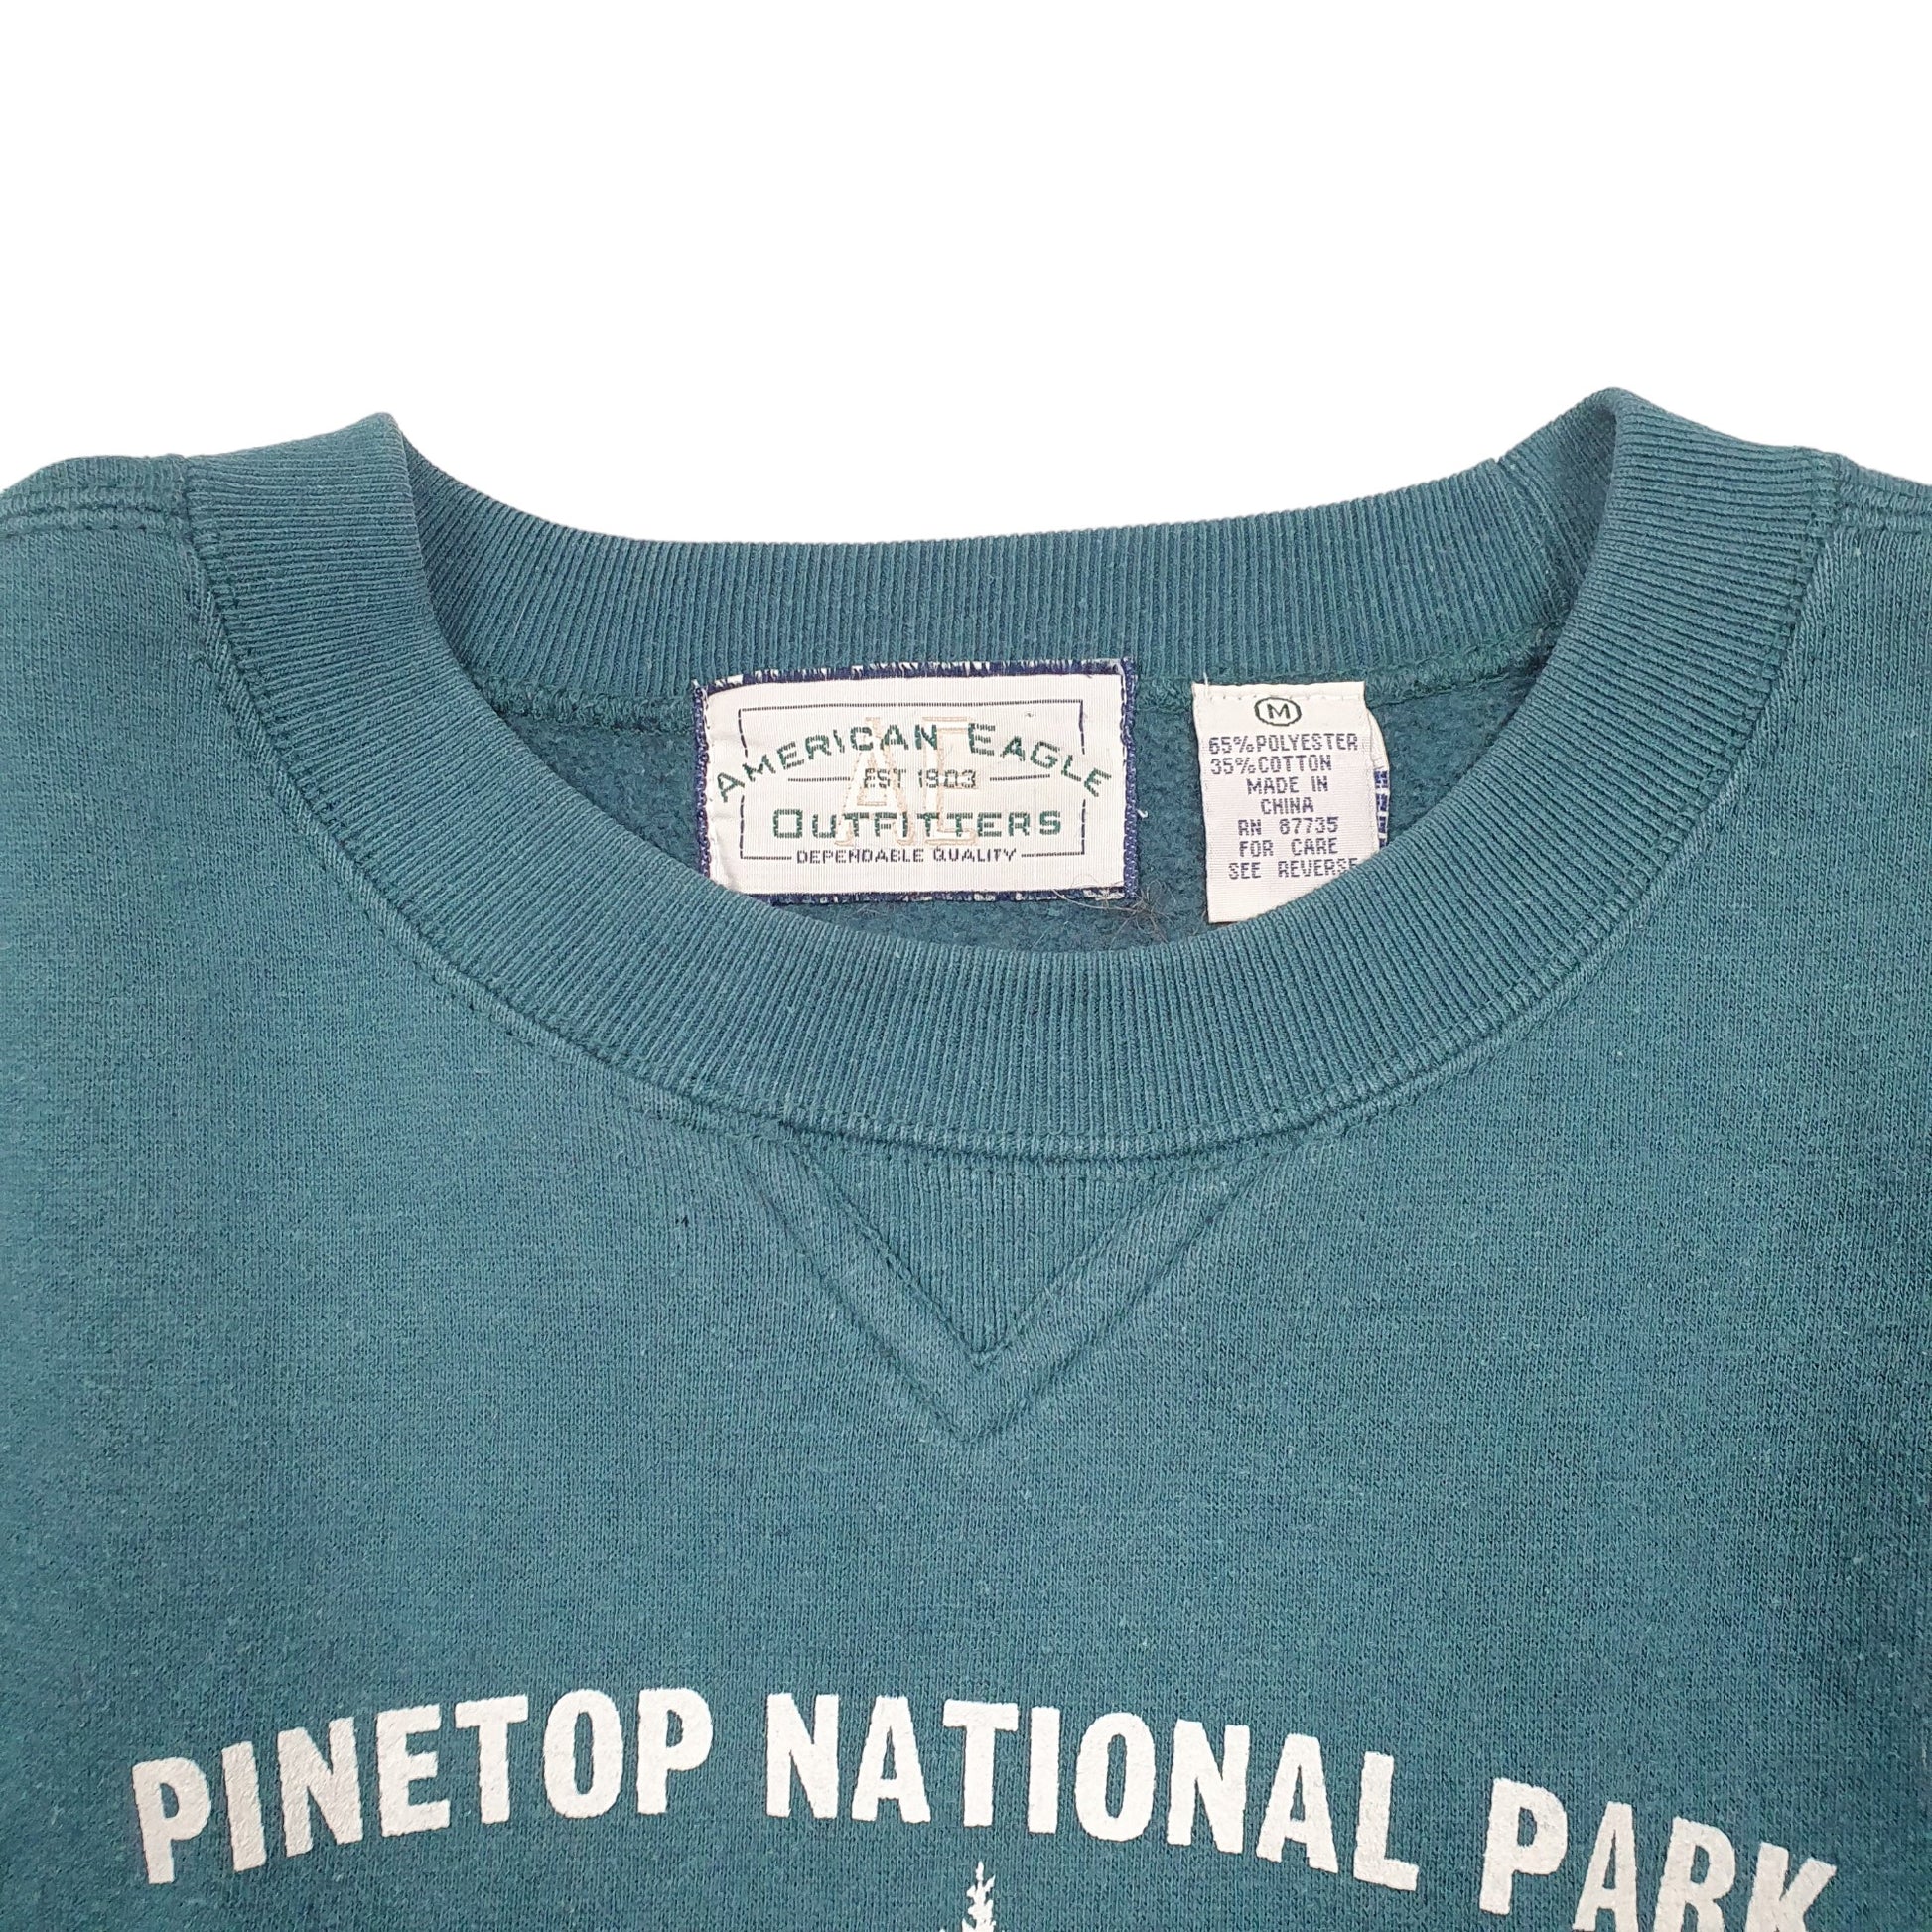 AMERICAN EAGLE
EST 1903
OUTFITTERS
DEPENDABLE QUALITY
AE
M
65% POLYESTER
35% COTTON
MADE IN
CHINA
RN 67735
FOR CARE
SEE REVERSE
PINETOP NATIONAL PARK